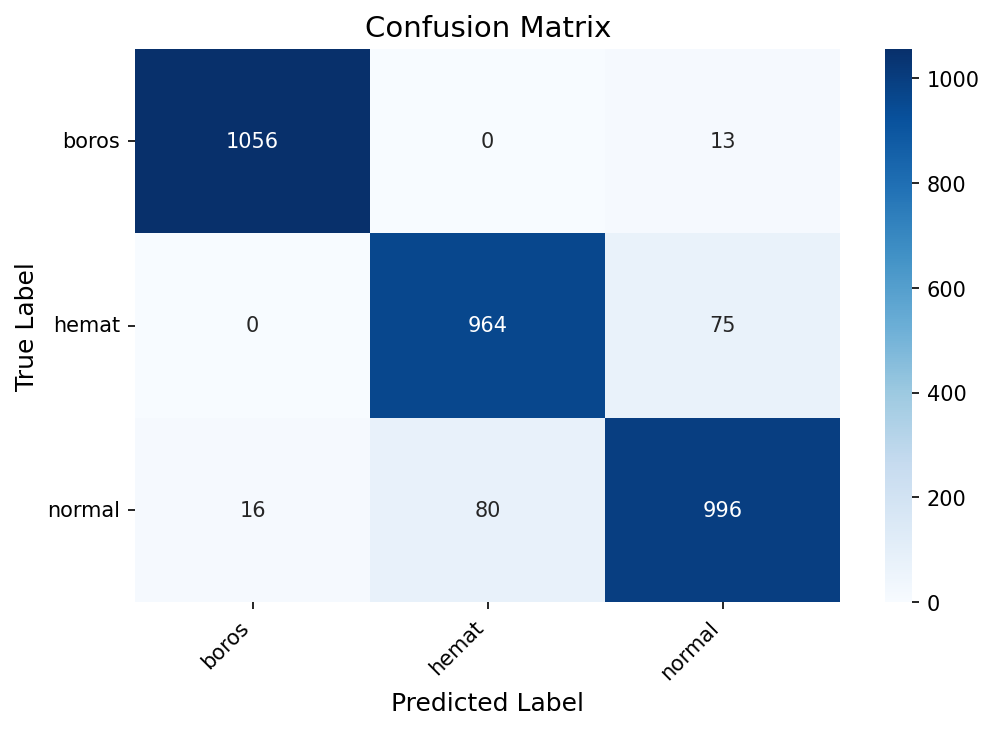 Confusion Matrix
True Label
boros 1056 0 13
hemat 0 964 75
normal 16 80 996
boros hemat normal
Predicted Label
1000
800
600
400
200
0